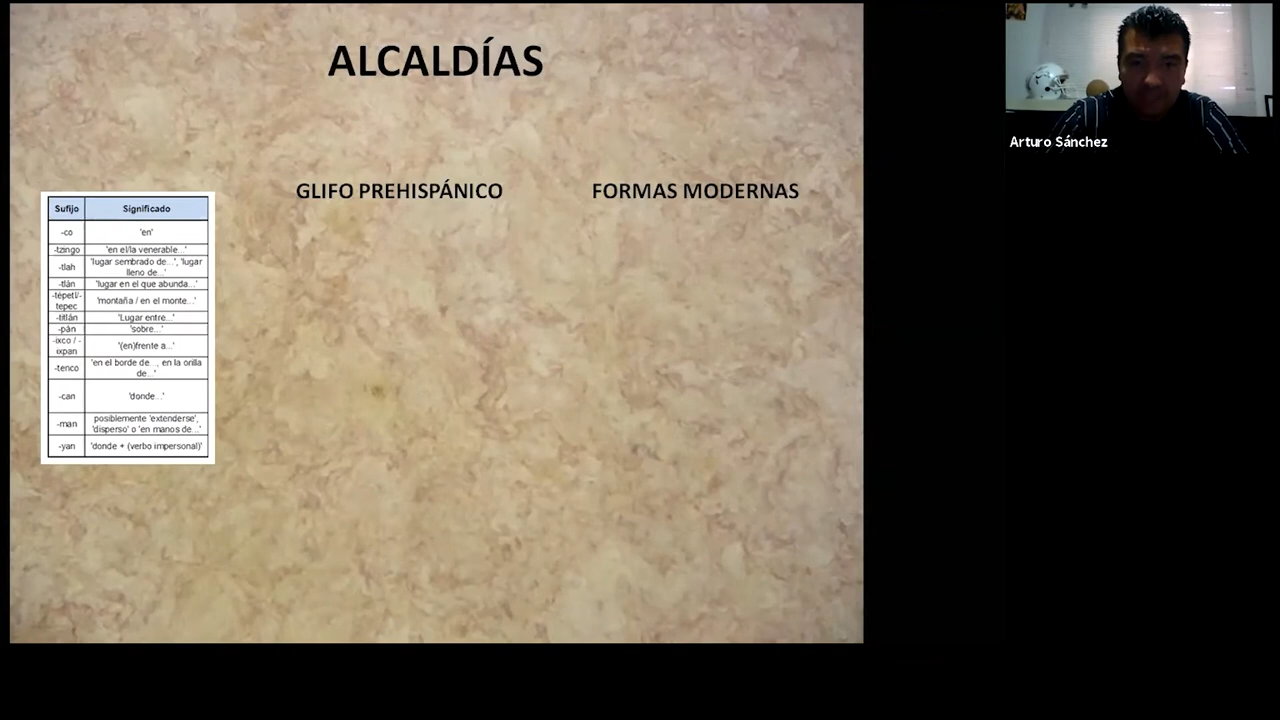 ALCALDÍAS
GLIFO PREHISPÁNICO
FORMAS MODERNAS
Sufijo Significado
-co 'en'
-tzingo 'en el/la venerable...'
-tlah 'lugar sembrado de...', 'lugar
lleno de...'
-tlán 'lugar en el que abunda...'
-tépetl/-
tepec 'montaña / en el monte...'
-titlán 'Lugar entre...'
-pàn 'sobre...'
-ixco / -
ixpan '(en)frente a...'
-tenco 'en el borde de..., en la orilla
de...'
-can 'donde...'
-man posiblemente 'extenderse',
'disperso' o 'en manos de...'
-yan 'donde + (verbo impersonal)'
Arturo Sánchez